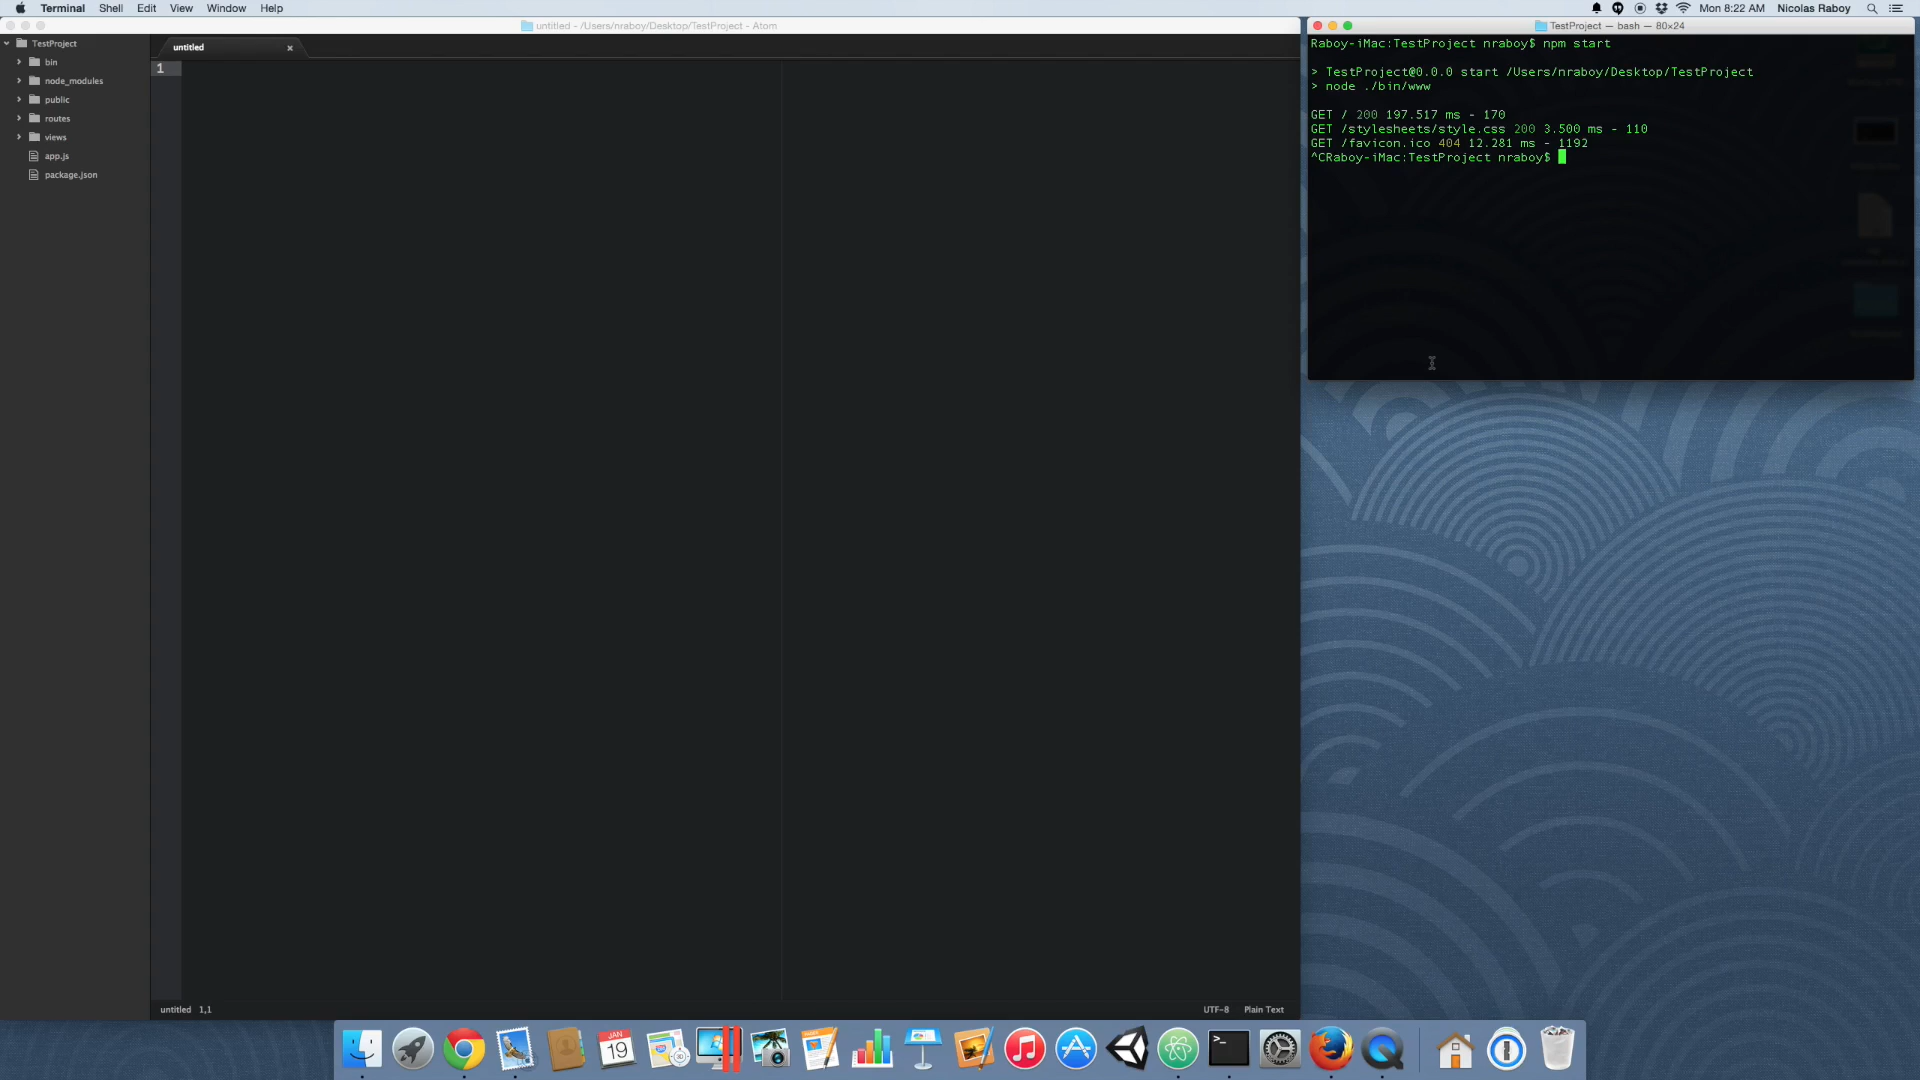 Terminal Shell Edit View Window Help
Mon 8:22 AM Nicolas Raboy
untitled - /Users/nraboy/Desktop/TestProject - Atom
TestProject
bin
node_modules
public
routes
views
app.js
package.json
untitled
1
untitled 1,1
UTF-8 Plain Text
TestProject — bash — 80×24
Raboy-iMac:TestProject nraboy$ npm start
> TestProject@0.0.0 start /Users/nraboy/Desktop/TestProject
> node ./bin/www
GET / 200 197.517 ms - 170
GET /stylesheets/style.css 200 3.500 ms - 110
GET /favicon.ico 404 12.281 ms - 1192
^CRaboy-iMac:TestProject nraboy$
JAN
19